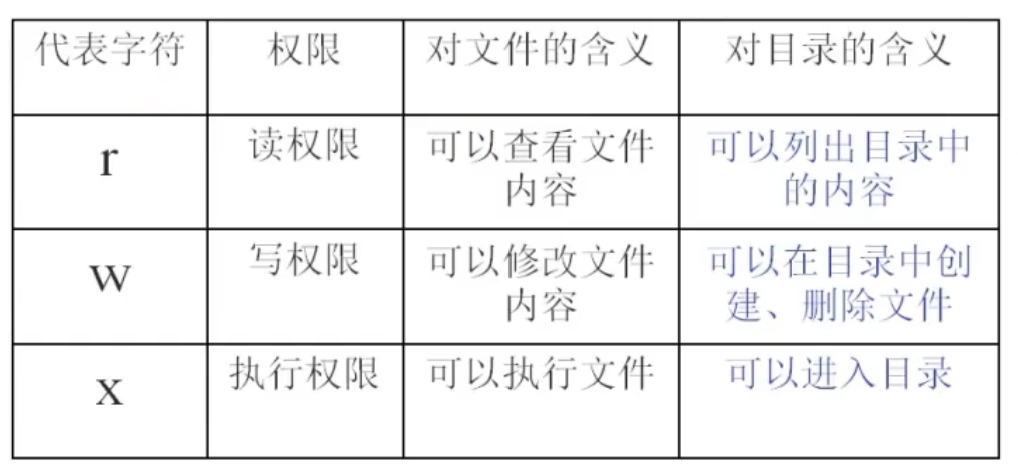 代表字符 权限 对文件的含义 对目录的含义
r 读权限 可以查看文件内容 可以列出目录中的内容
w 写权限 可以修改文件内容 可以在目录中创建、删除文件
x 执行权限 可以执行文件 可以进入目录